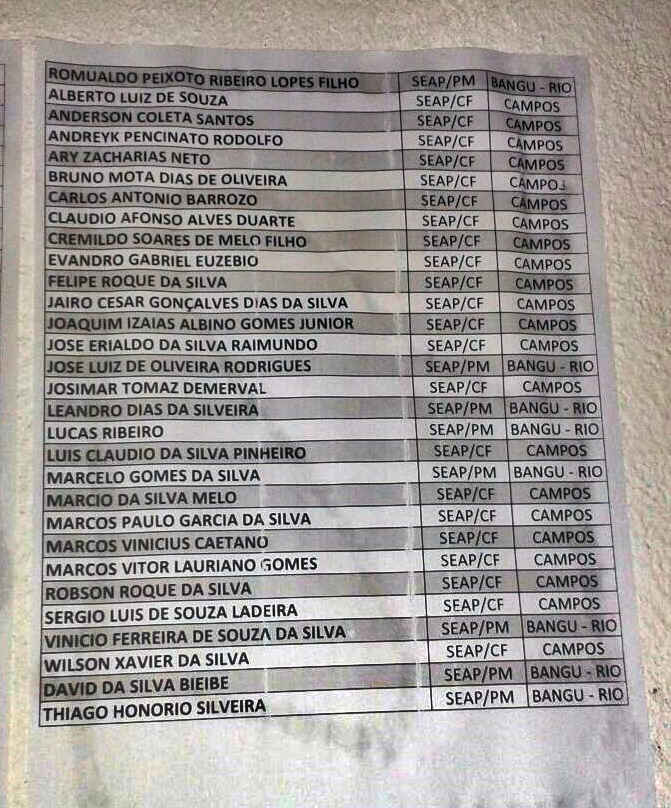 ROMUALDO PEIXOTO RIBEIRO LOPES FILHO SEAP/PM BANGU - RIO
ALBERTO LUIZ DE SOUZA SEAP/CF CAMPOS
ANDERSON COLETA SANTOS SEAP/CF CAMPOS
ANDREYK PENCINATO RODOLFO SEAP/CF CAMPOS
ARY ZACHARIAS NETO SEAP/CF CAMPOS
BRUNO MOTA DIAS DE OLIVEIRA SEAP/CF CAMPOS
CARLOS ANTONIO BARROZO SEAP/CF CAMPOS
CLAUDIO AFONSO ALVES DUARTE SEAP/CF CAMPOS
CREMILDO SOARES DE MELO FILHO SEAP/CF CAMPOS
EVANDRO GABRIEL EUZEBIO SEAP/CF CAMPOS
FELIPE ROQUE DA SILVA SEAP/CF CAMPOS
JAIRO CESAR GONÇALVES DIAS DA SILVA SEAP/CF CAMPOS
JOAQUIM IZAIAS ALBINO GOMES JUNIOR SEAP/CF CAMPOS
JOSE ERIALDO DA SILVA RAIMUNDO SEAP/CF CAMPOS
JOSE LUIZ DE OLIVEIRA RODRIGUES SEAP/PM BANGU - RIO
JOSIMAR TOMAZ DEMERVAL SEAP/CF CAMPOS
LEANDRO DIAS DA SILVEIRA SEAP/PM BANGU - RIO
LUCAS RIBEIRO SEAP/PM BANGU - RIO
LUIS CLAUDIO DA SILVA PINHEIRO SEAP/CF CAMPOS
MARCELO GOMES DA SILVA SEAP/PM BANGU - RIO
MARCIO DA SILVA MELO SEAP/CF CAMPOS
MARCOS PAULO GARCIA DA SILVA SEAP/CF CAMPOS
MARCOS VINICIUS CAETANO SEAP/CF CAMPOS
MARCOS VITOR LAURIANO GOMES SEAP/CF CAMPOS
ROBSON ROQUE DA SILVA SEAP/CF CAMPOS
SERGIO LUIS DE SOUZA LADEIRA SEAP/CF CAMPOS
VINICIO FERREIRA DE SOUZA DA SILVA SEAP/PM BANGU - RIO
WILSON XAVIER DA SILVA SEAP/CF CAMPOS
DAVID DA SILVA BIEIBE SEAP/PM BANGU - RIO
THIAGO HONORIO SILVEIRA SEAP/PM BANGU - RIO